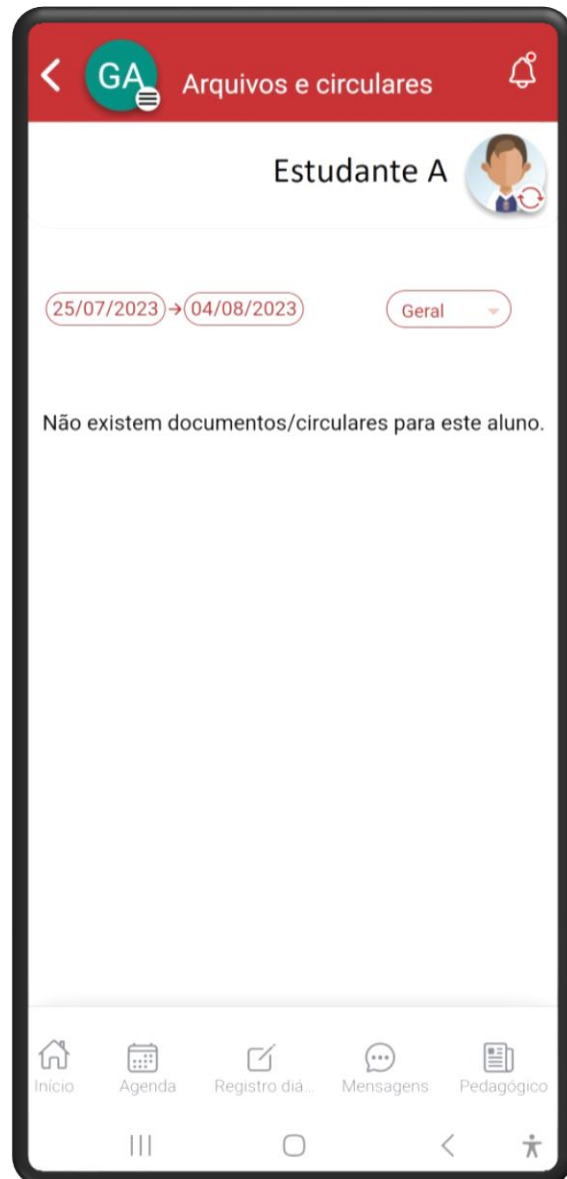 GA
Arquivos e circulares
Estudante A
25/07/2023→04/08/2023
Geral
Não existem documentos/circulares para este aluno.
Início
Agenda
Registro diá...
Mensagens
Pedagógico